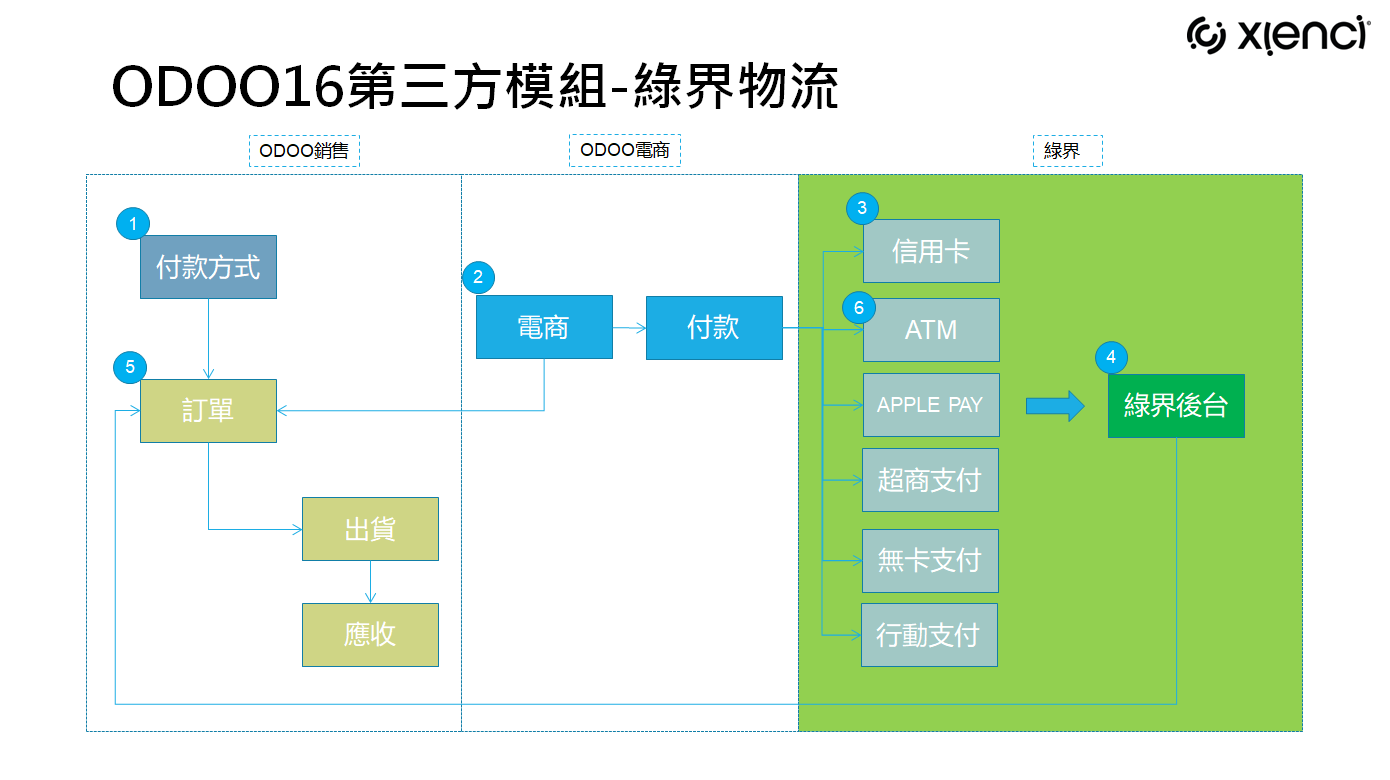 xienci
ODOO16第三方模組-綠界物流
ODOO銷售
ODOO電商
綠界
1
付款方式
2
電商
付款
3
信用卡
6
ATM
5
訂單
APPLE PAY
4
綠界後台
超商支付
出貨
無卡支付
應收
行動支付